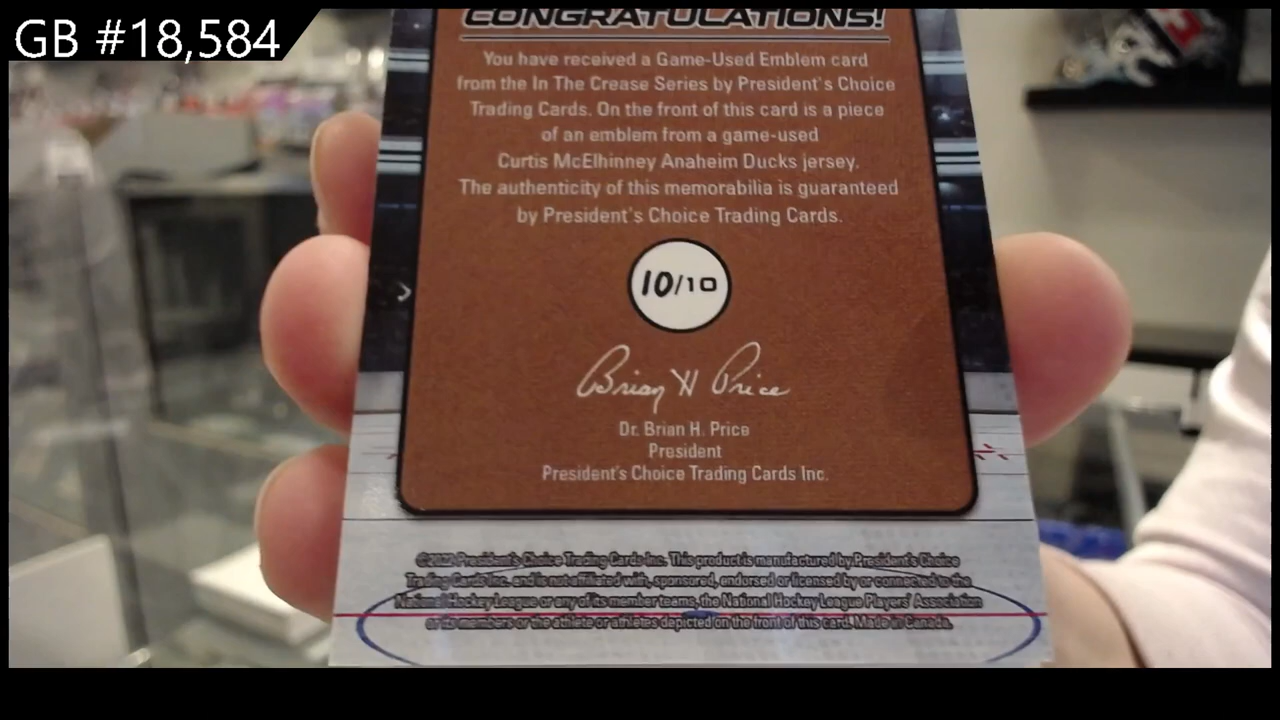 GB #18,584
CONGRATULATIONS!
You have received a Game-Used Emblem card
from the In The Crease Series by President's Choice
Trading Cards. On the front of this card is a piece
of an emblem from a game-used
Curtis McElhinney Anaheim Ducks jersey.
The authenticity of this memorabilia is guaranteed
by President's Choice Trading Cards.
10/10
Brian H Price
Dr. Brian H. Price
President
President's Choice Trading Cards Inc.
President's Choice Trading Cards Inc. This product is manufactured by President's Choice
Trading Cards Inc. and is not affiliated with, sponsored, endorsed or licensed by or connected to the
National Hockey League or any of its member teams, the National Hockey League Players' Association
or its members or the athlete or athletes depicted on the front of this card. Made in Canada.